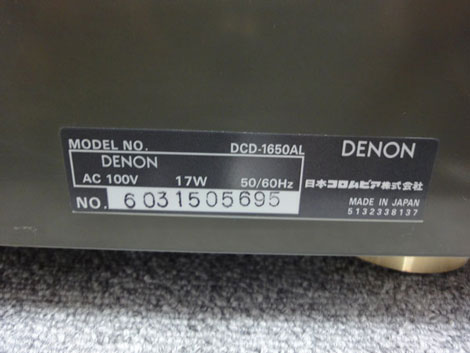 MODEL NO. DCD-1650AL
DENON
AC 100V 17W 50/60Hz
NO. 6031505695
DENON
日本コロムビア株式会社
MADE IN JAPAN
5132338137